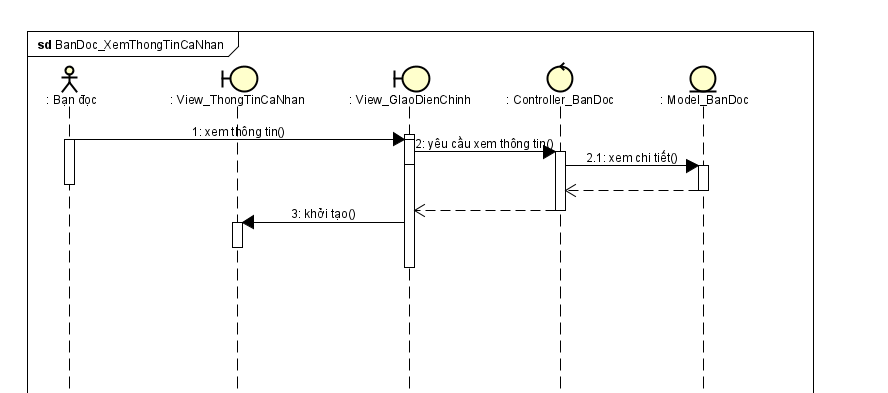 sd BanDoc_XemThongTinCaNhan
: Bạn đọc
: View_ThongTinCaNhan
: View_GIaoDienChinh
: Controller_BanDoc
: Model_BanDoc
1: xem thông tin()
2: yêu cầu xem thông tin()
2.1: xem chi tiết()
3: khởi tạo()